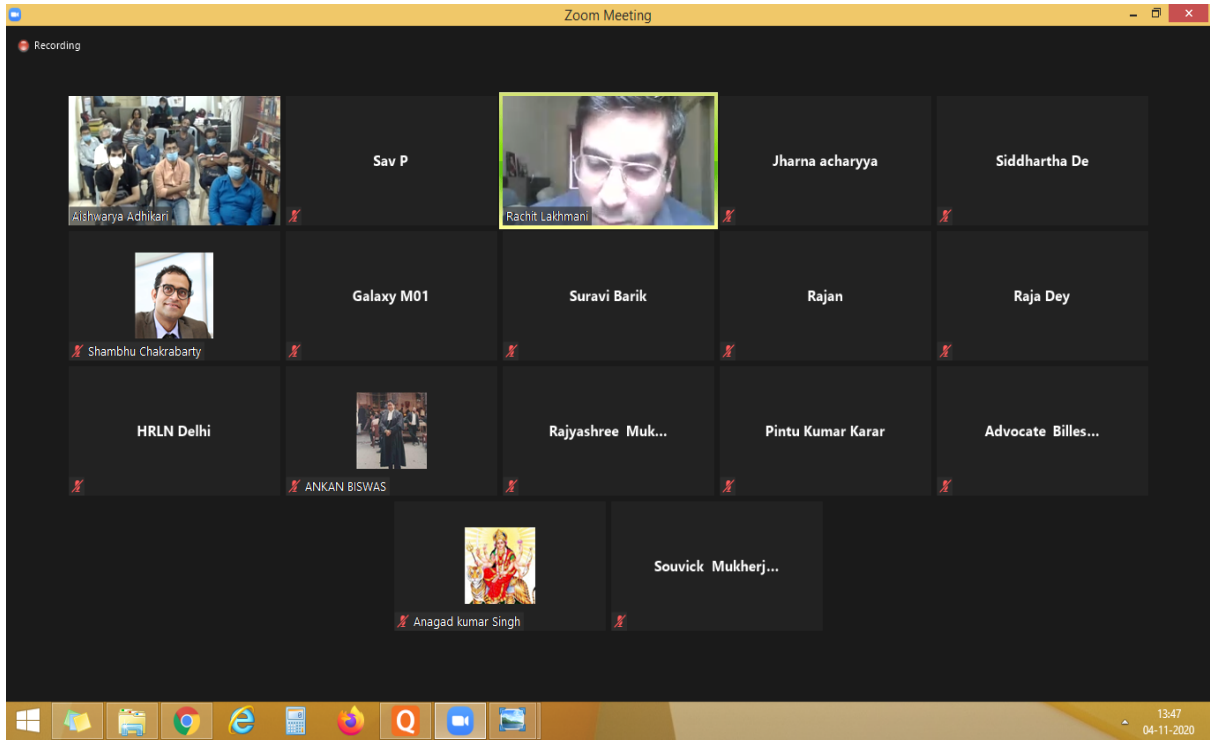 Zoom Meeting
Recording
Aishwarya Adhikari
Sav P
Rachit Lakhmani
Jharna acharyya
Siddhartha De
Shambhu Chakrabarty
Galaxy M01
Suravi Barik
Rajan
Raja Dey
HRLN Delhi
ANKAN BISWAS
Rajyashree Muk...
Pintu Kumar Karar
Advocate Billes...
Anagad kumar Singh
Souvick Mukherj...
13:47
04-11-2020